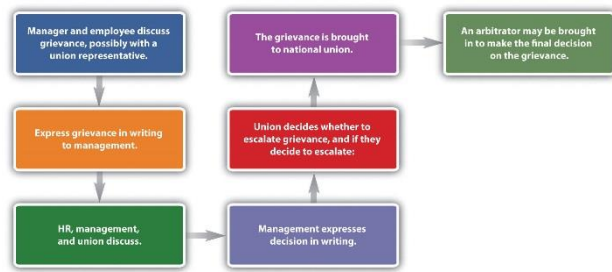 Manager and employee discuss
grievance, possibly with a
union representative.
Express grievance in writing
to management.
HR, management,
and union discuss.
Management expresses
decision in writing.
Union decides whether to
escalate grievance, and if they
decide to escalate:
The grievance is brought
to national union.
An arbitrator may be brought
in to make the final decision
on the grievance.